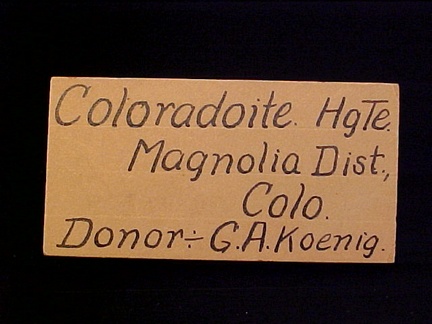 Coloradoite. HgTe.
Magnolia Dist.,
Colo.
Donor÷ G.A. Koenig.